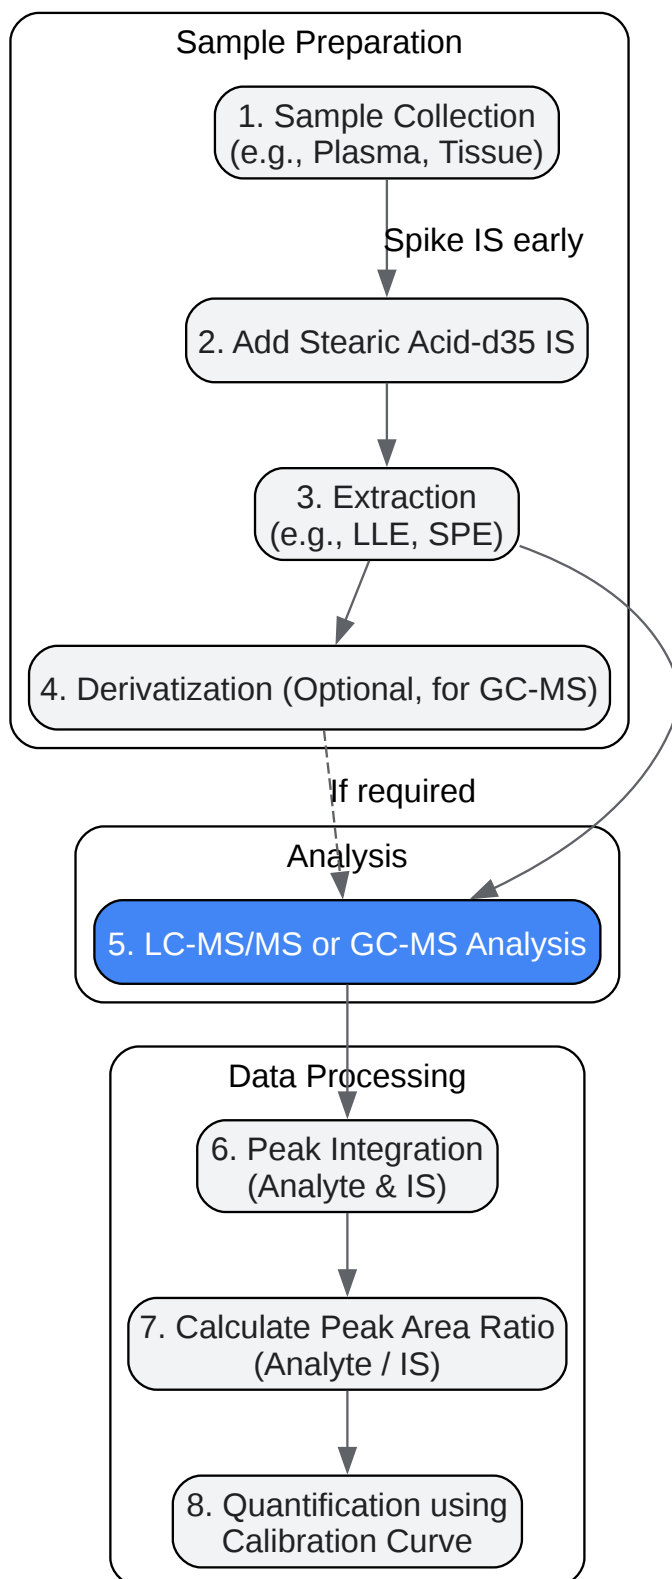 Sample Preparation
1. Sample Collection
(e.g., Plasma, Tissue)
Spike IS early
2. Add Stearic Acid-d35 IS
3. Extraction
(e.g., LLE, SPE)
4. Derivatization (Optional, for GC-MS)
If required
Analysis
5. LC-MS/MS or GC-MS Analysis
Data Processing
6. Peak Integration
(Analyte & IS)
7. Calculate Peak Area Ratio
(Analyte / IS)
8. Quantification using
Calibration Curve